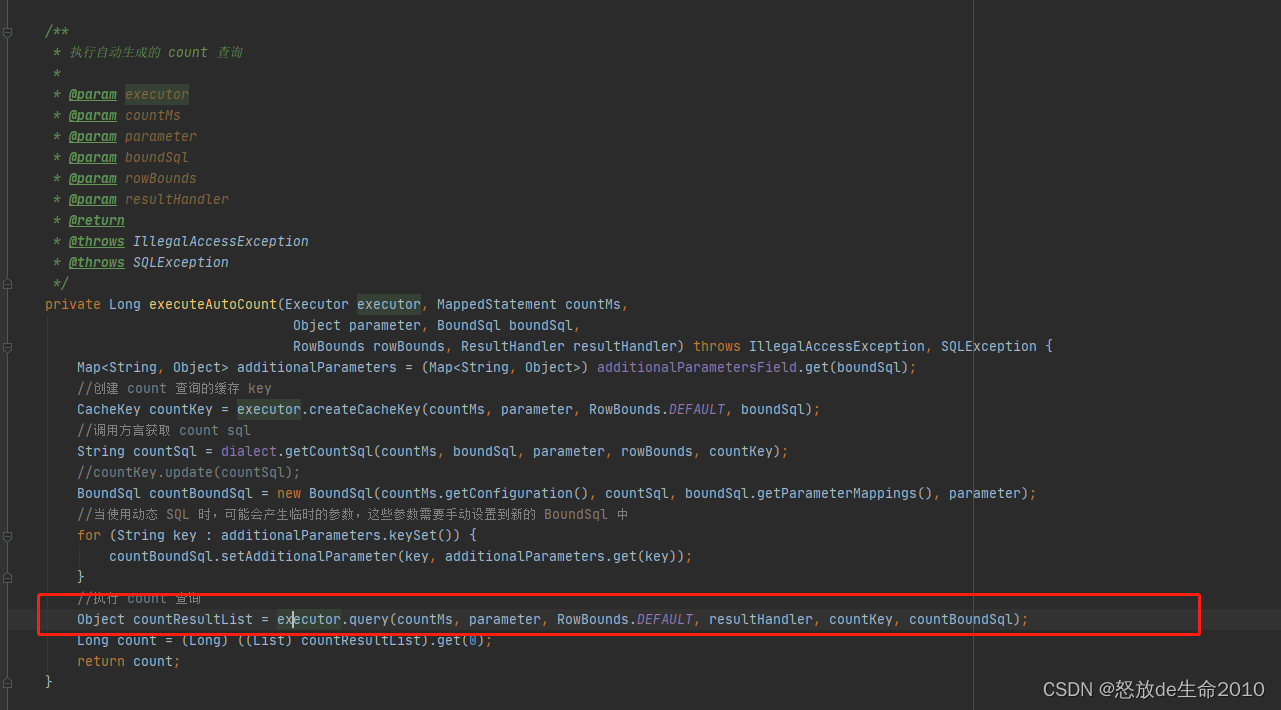 /**
 * 执行自动生成的 count 查询
 *
 * @param executor
 * @param countMs
 * @param parameter
 * @param boundSql
 * @param rowBounds
 * @param resultHandler
 * @return
 * @throws IllegalAccessException
 * @throws SQLException
 */
private Long executeAutoCount(Executor executor, MappedStatement countMs,
                              Object parameter, BoundSql boundSql,
                              RowBounds rowBounds, ResultHandler resultHandler) throws IllegalAccessException, SQLException {
    Map<String, Object> additionalParameters = (Map<String, Object>) additionalParametersField.get(boundSql);
    //创建 count 查询的缓存 key
    CacheKey countKey = executor.createCacheKey(countMs, parameter, RowBounds.DEFAULT, boundSql);
    //调用方言获取 count sql
    String countSql = dialect.getCountSql(countMs, boundSql, parameter, rowBounds, countKey);
    //countKey.update(countSql);
    BoundSql countBoundSql = new BoundSql(countMs.getConfiguration(), countSql, boundSql.getParameterMappings(), parameter);
    //当使用动态 SQL 时，可能会产生临时的参数，这些参数需要手动设置到新的 BoundSql 中
    for (String key : additionalParameters.keySet()) {
        countBoundSql.setAdditionalParameter(key, additionalParameters.get(key));
    }
    //执行 count 查询
    Object countResultList = executor.query(countMs, parameter, RowBounds.DEFAULT, resultHandler, countKey, countBoundSql);
    Long count = (Long) ((List) countResultList).get(0);
    return count;
}
CSDN @怒放de生命2010